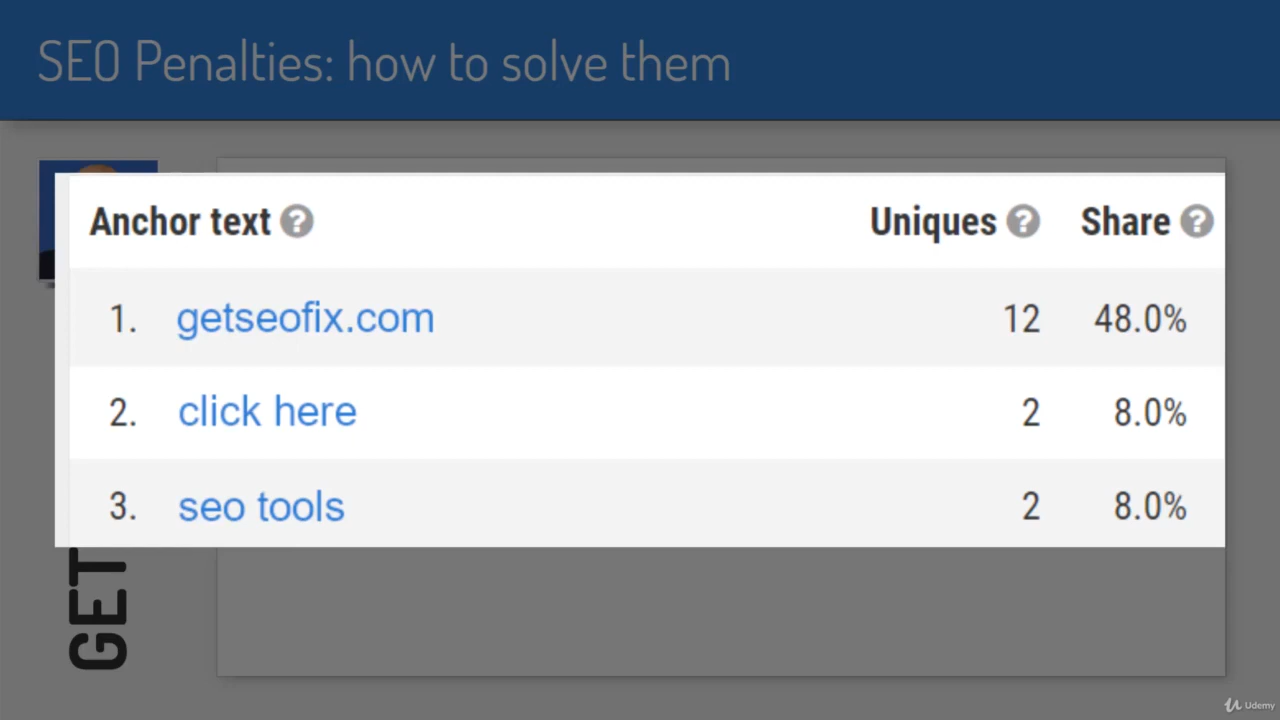 SEO Penalties: how to solve them
Anchor text ? Uniques ? Share ?
1. getseofix.com 12 48.0%
2. click here 2 8.0%
3. seo tools 2 8.0%
GET
Udemy